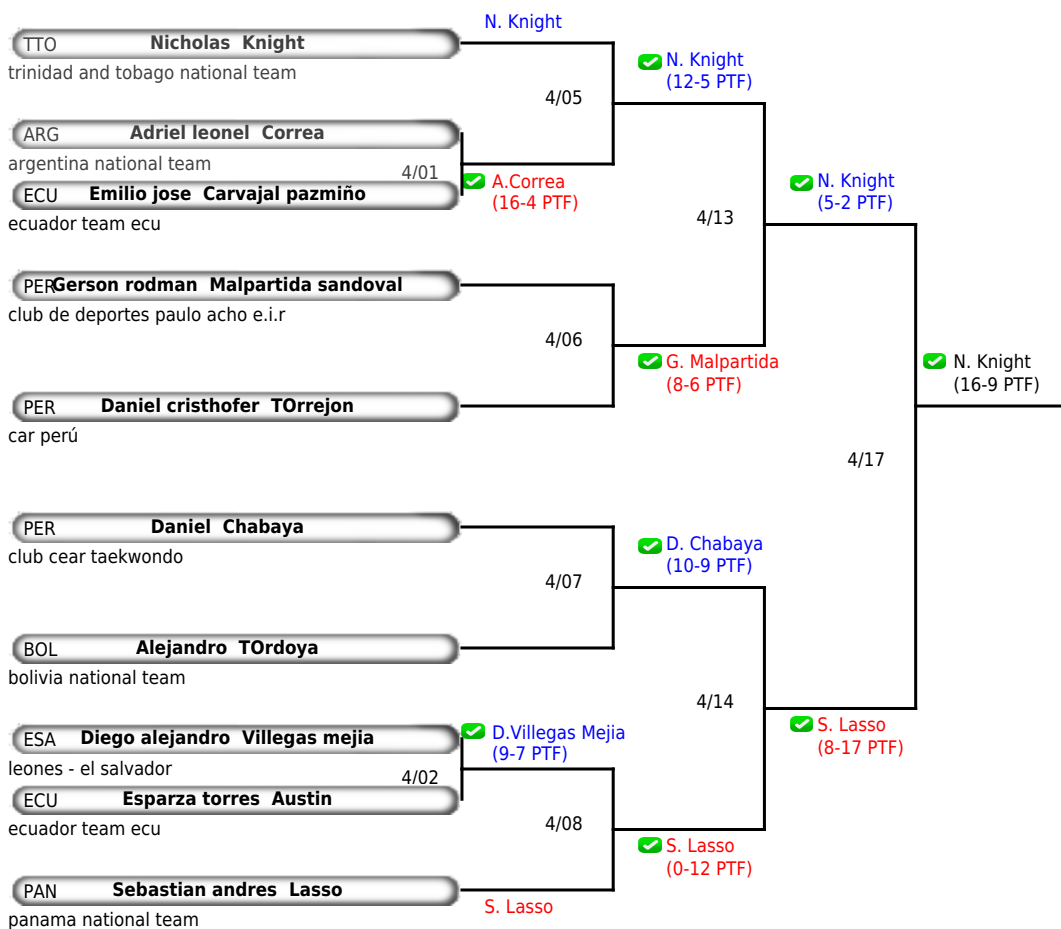 N. Knight
TTO Nicholas Knight
trinidad and tobago national team
N. Knight
(12-5 PTF)
4/05
ARG Adriel leonel Correa
argentina national team
4/01
A.Correa
(16-4 PTF)
ECU Emilio jose Carvajal pazmiño
ecuador team ecu
N. Knight
(5-2 PTF)
4/13
PER Gerson rodman Malpartida sandoval
club de deportes paulo acho e.i.r
4/06
G. Malpartida
(8-6 PTF)
N. Knight
(16-9 PTF)
PER Daniel cristhofer TOrrejon
car perú
4/17
PER Daniel Chabaya
club cear taekwondo
D. Chabaya
(10-9 PTF)
4/07
BOL Alejandro TOrdoya
bolivia national team
4/14
S. Lasso
(8-17 PTF)
ESA Diego alejandro Villegas mejia
leones - el salvador
D.Villegas Mejia
(9-7 PTF)
4/02
ECU Esparza torres Austin
ecuador team ecu
4/08
S. Lasso
(0-12 PTF)
PAN Sebastian andres Lasso
panama national team
S. Lasso